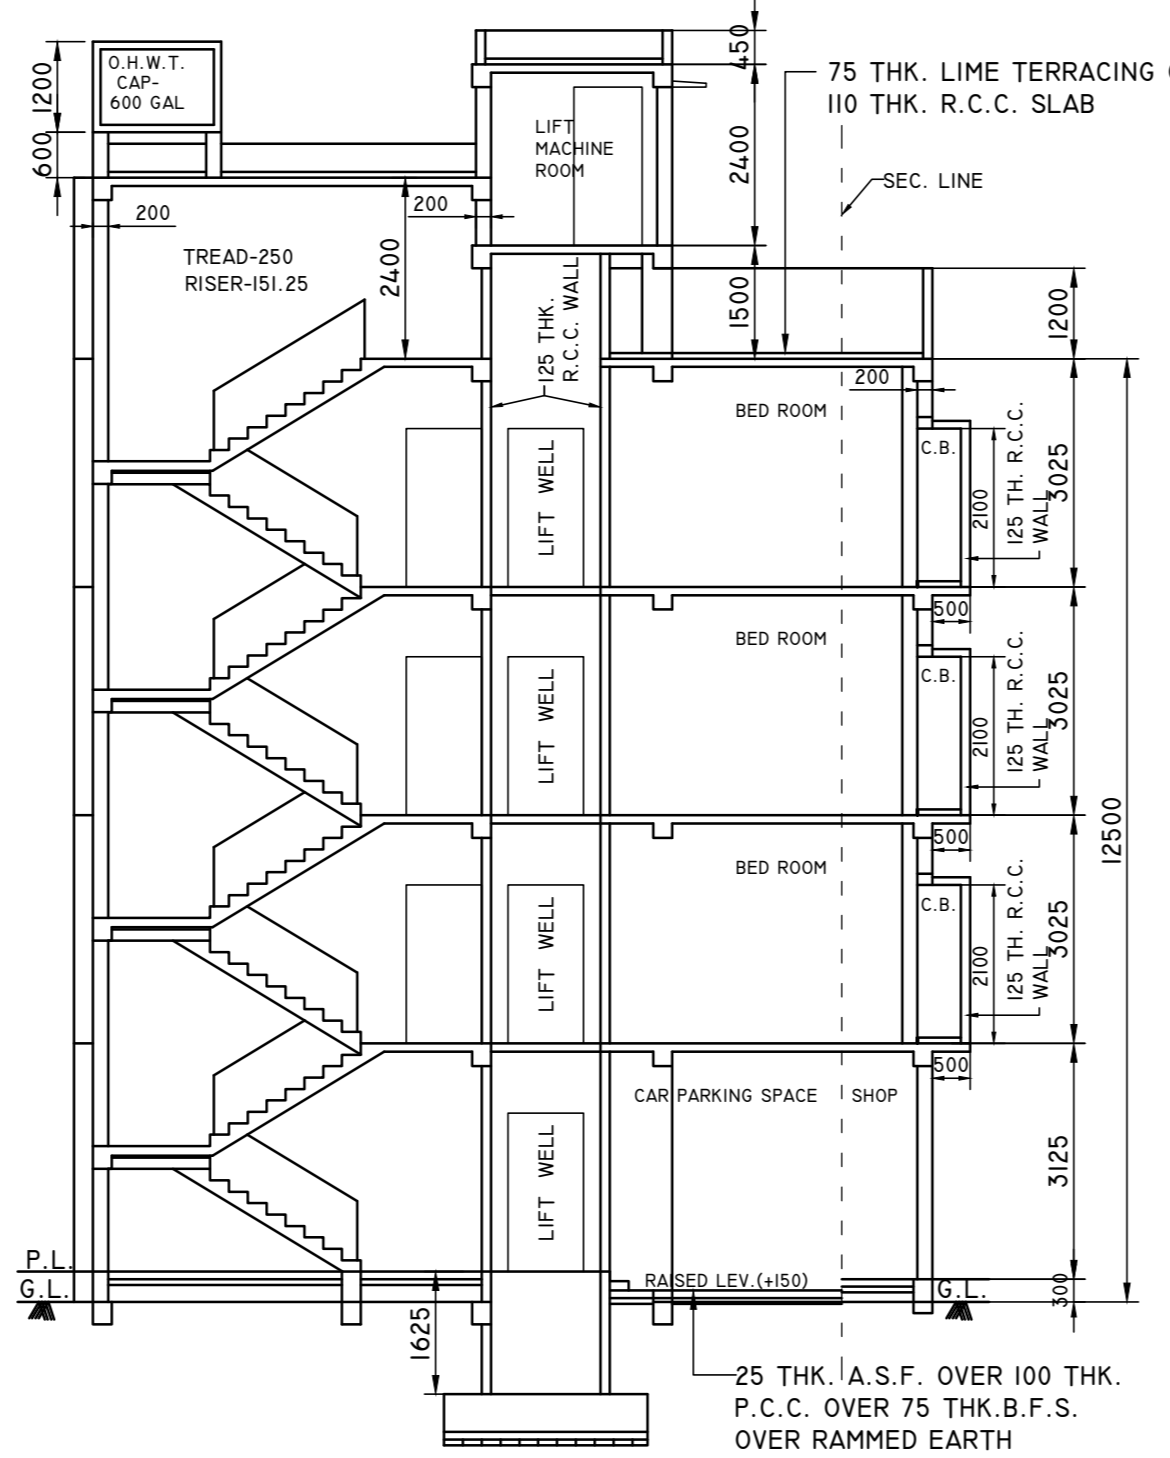 O.H.W.T.
CAP-
600 GAL
1200
600
450
75 THK. LIME TERRACING
110 THK. R.C.C. SLAB
LIFT
MACHINE
ROOM
2400
SEC. LINE
200
200
TREAD-250
RISER-151.25
2400
125 THK.
R.C.C. WALL
1500
1200
200
BED ROOM
C.B.
LIFT WELL
2100
125 TH. R.C.C.
WALL
3025
500
BED ROOM
C.B.
LIFT WELL
2100
125 TH. R.C.C.
WALL
3025
500
12500
BED ROOM
C.B.
LIFT WELL
2100
125 TH. R.C.C.
WALL
3025
500
CAR PARKING SPACE
SHOP
LIFT WELL
3125
P.L.
G.L.
RAISED LEV.(+150)
G.L.
300
1625
25 THK. A.S.F. OVER 100 THK.
P.C.C. OVER 75 THK.B.F.S.
OVER RAMMED EARTH